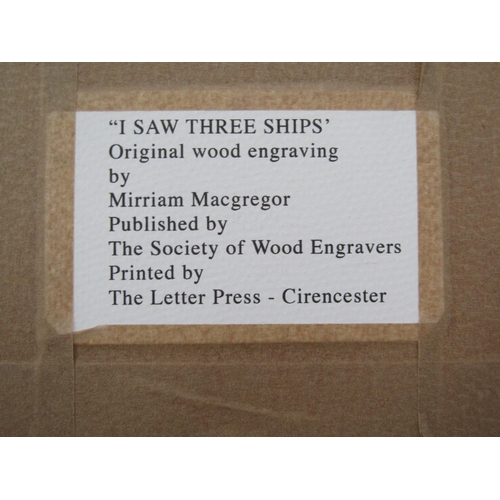 “I SAW THREE SHIPS’
Original wood engraving
by
Mirriam Macgregor
Published by
The Society of Wood Engravers
Printed by
The Letter Press - Cirencester